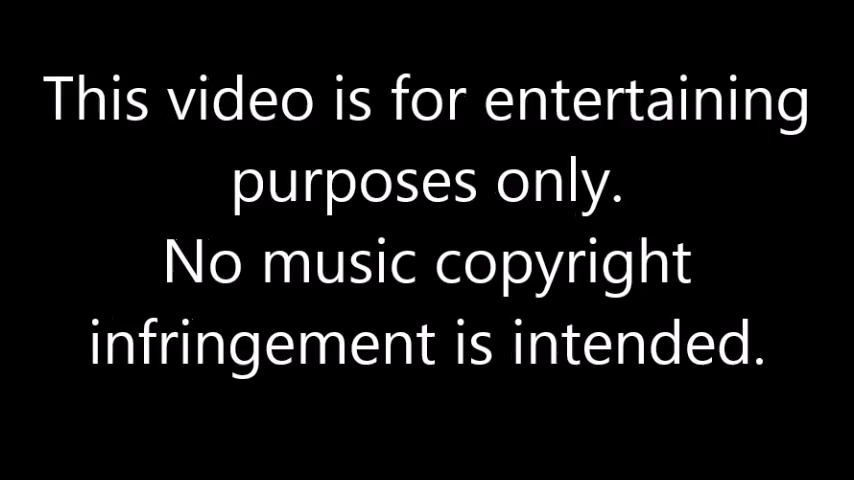 This video is for entertaining
purposes only.
No music copyright
infringement is intended.